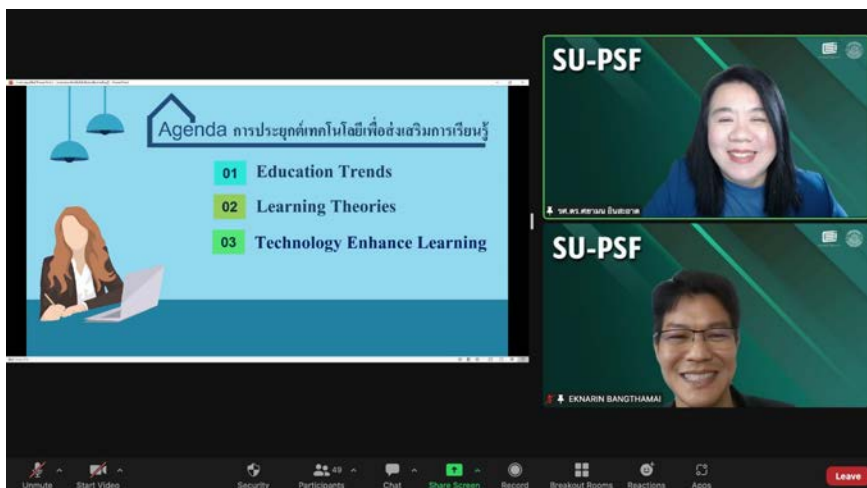 Agenda การประยุกต์เทคโนโลยีเพื่อส่งเสริมการเรียนรู้
01 Education Trends
02 Learning Theories
03 Technology Enhance Learning
SU-PSF
รศ.ดร.ศยามน อินสะอาด
SU-PSF
EKNARIN BANGTHAMAI
Unmute
Start Video
Security
49
Participants
Chat
Share Screen
Record
Breakout Rooms
Reactions
Apps
Leave